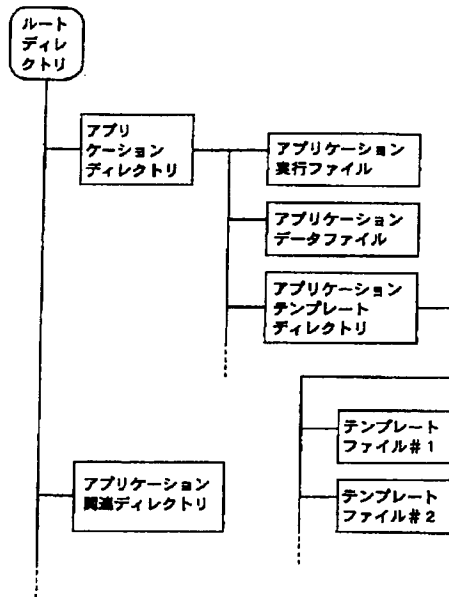 ルート
ディレ
クトリ
アプリ
ケーション
ディレクトリ
アプリケーション
実行ファイル
アプリケーション
データファイル
アプリケーション
テンプレート
ディレクトリ
テンプレート
ファイル＃１
アプリケーション
関連ディレクトリ
テンプレート
ファイル＃２